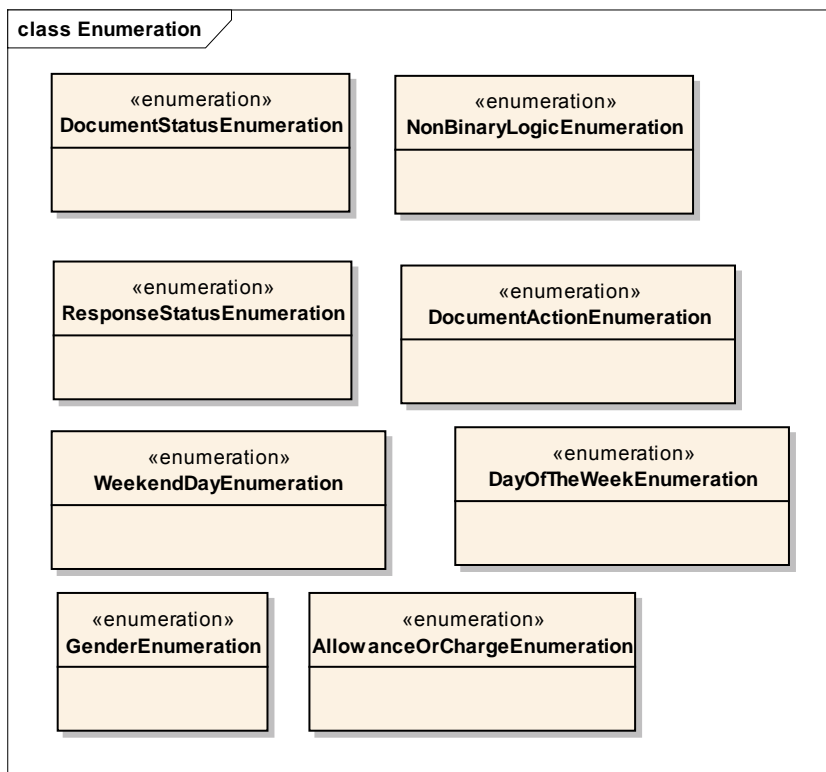 class Enumeration
«enumeration»
DocumentStatusEnumeration
«enumeration»
NonBinaryLogicEnumeration
«enumeration»
ResponseStatusEnumeration
«enumeration»
DocumentActionEnumeration
«enumeration»
WeekendDayEnumeration
«enumeration»
DayOfTheWeekEnumeration
«enumeration»
GenderEnumeration
«enumeration»
AllowanceOrChargeEnumeration